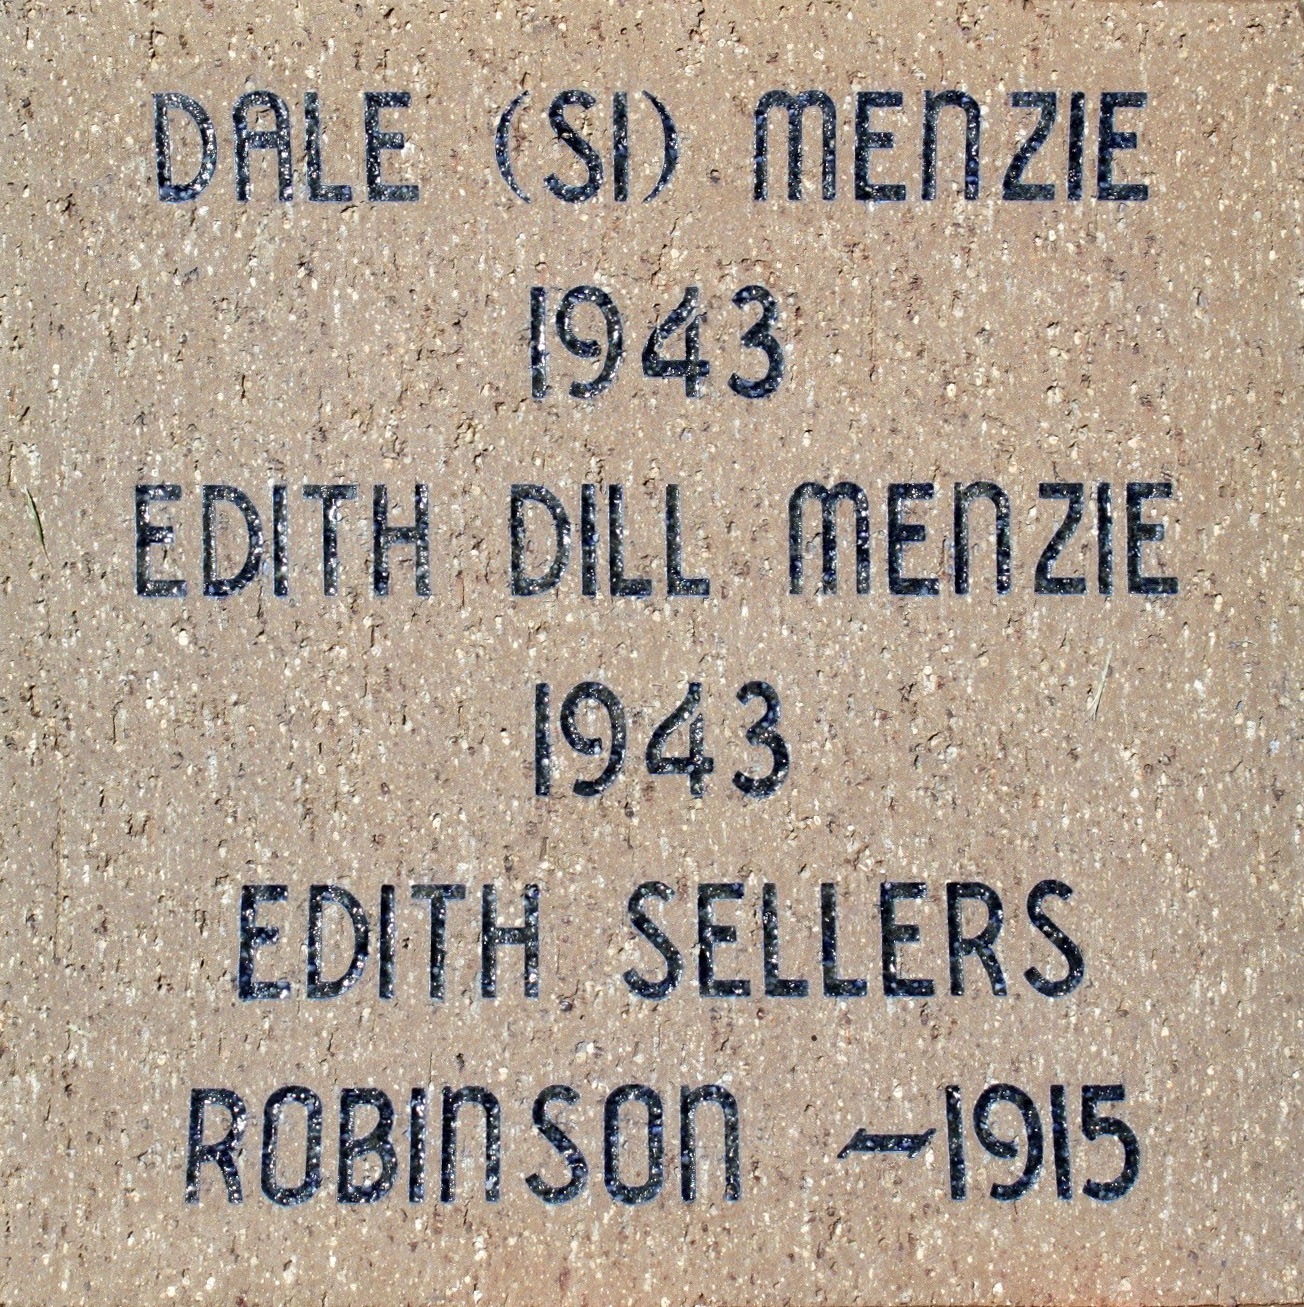 DALE (SI) MENZIE
1943
EDITH DILL MENZIE
1943
EDITH SELLERS
ROBINSON -1915